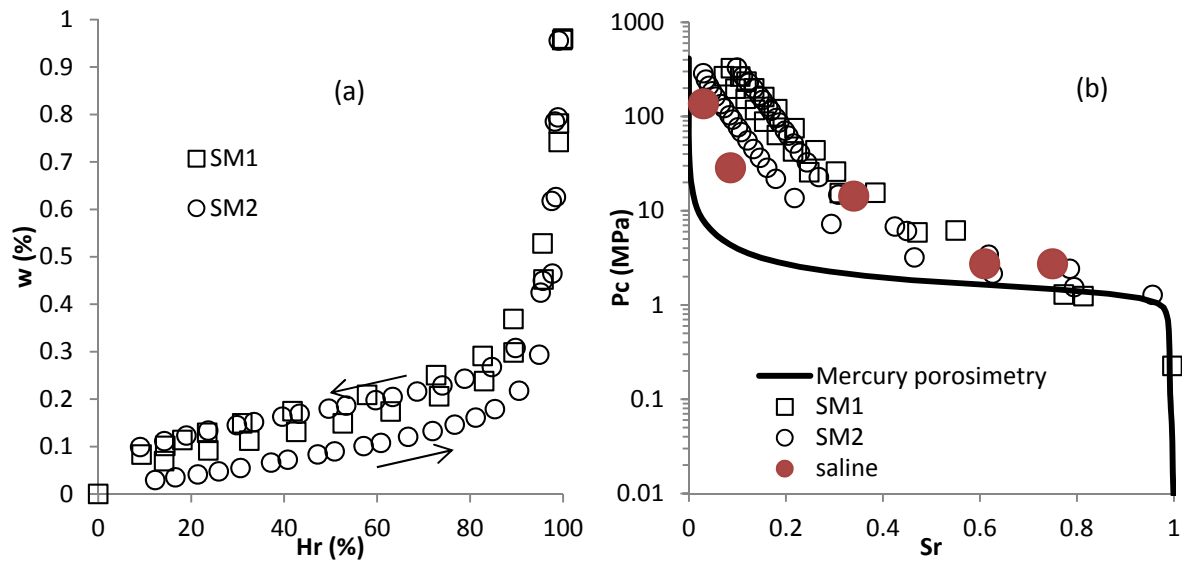 (a)
w (%)
1
0.9
0.8
0.7
0.6
0.5
0.4
0.3
0.2
0.1
0
SM1
SM2
0 20 40 60 80 100
Hr (%)
(b)
Pc (MPa)
1000
100
10
1
0.1
0.01
Mercury porosimetry
SM1
SM2
saline
0 0.2 0.4 0.6 0.8 1
Sr